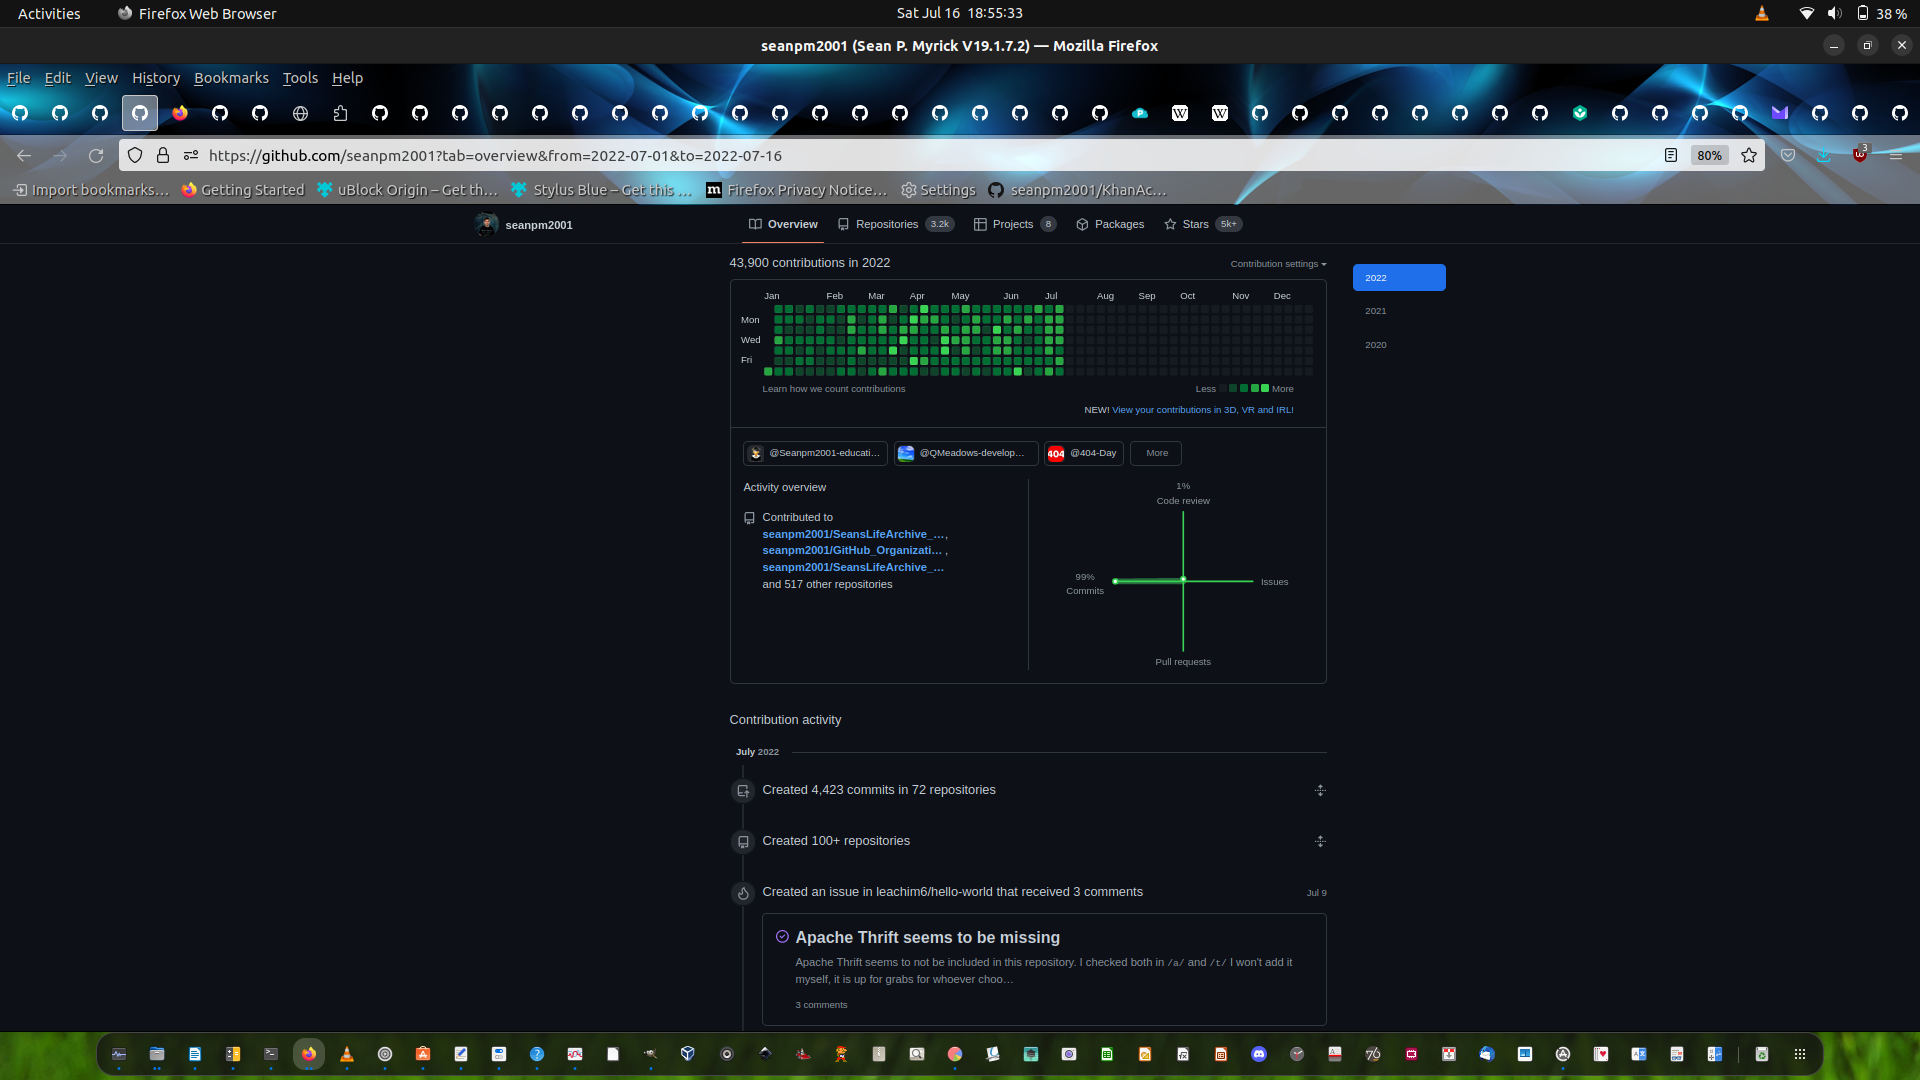 Activities
Firefox Web Browser
Sat Jul 16  18:55:33
38 %
seanpm2001 (Sean P. Myrick V19.1.7.2) — Mozilla Firefox
File Edit View History Bookmarks Tools Help
https://github.com/seanpm2001?tab=overview&from=2022-07-01&to=2022-07-16
80%
3
Import bookmarks…
Getting Started
uBlock Origin – Get th…
Stylus Blue – Get this …
Firefox Privacy Notice…
Settings
seanpm2001/KhanAc…
seanpm2001
Overview
Repositories 3.2k
Projects 8
Packages
Stars 5k+
43,900 contributions in 2022
Contribution settings
2022
2021
2020
Jan Feb Mar Apr May Jun Jul Aug Sep Oct Nov Dec
Mon
Wed
Fri
Learn how we count contributions
Less
More
NEW! View your contributions in 3D, VR and IRL!
@Seanpm2001-educati…
@QMeadows-develop…
404 @404-Day
More
Activity overview
Contributed to
seanpm2001/SeansLifeArchive_…,
seanpm2001/GitHub_Organizati… ,
seanpm2001/SeansLifeArchive_…
and 517 other repositories
1%
Code review
99%
Commits
Issues
Pull requests
Contribution activity
July 2022
Created 4,423 commits in 72 repositories
Created 100+ repositories
Created an issue in leachim6/hello-world that received 3 comments
Jul 9
Apache Thrift seems to be missing
Apache Thrift seems to not be included in this repository. I checked both in /a/ and /t/ I won't add it
myself, it is up for grabs for whoever choo…
3 comments